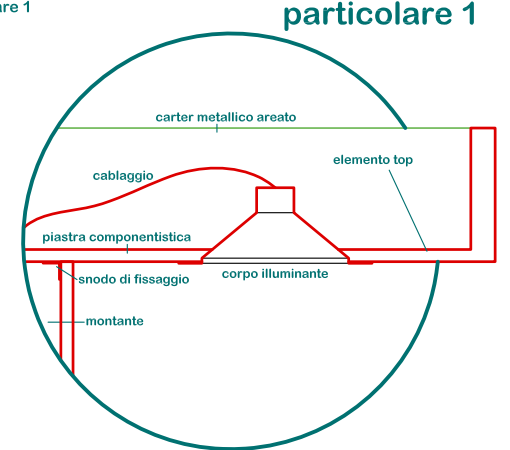 are 1
particolare 1
carter metallico areato
elemento top
cablaggio
piastra componentistica
corpo illuminante
snodo di fissaggio
montante